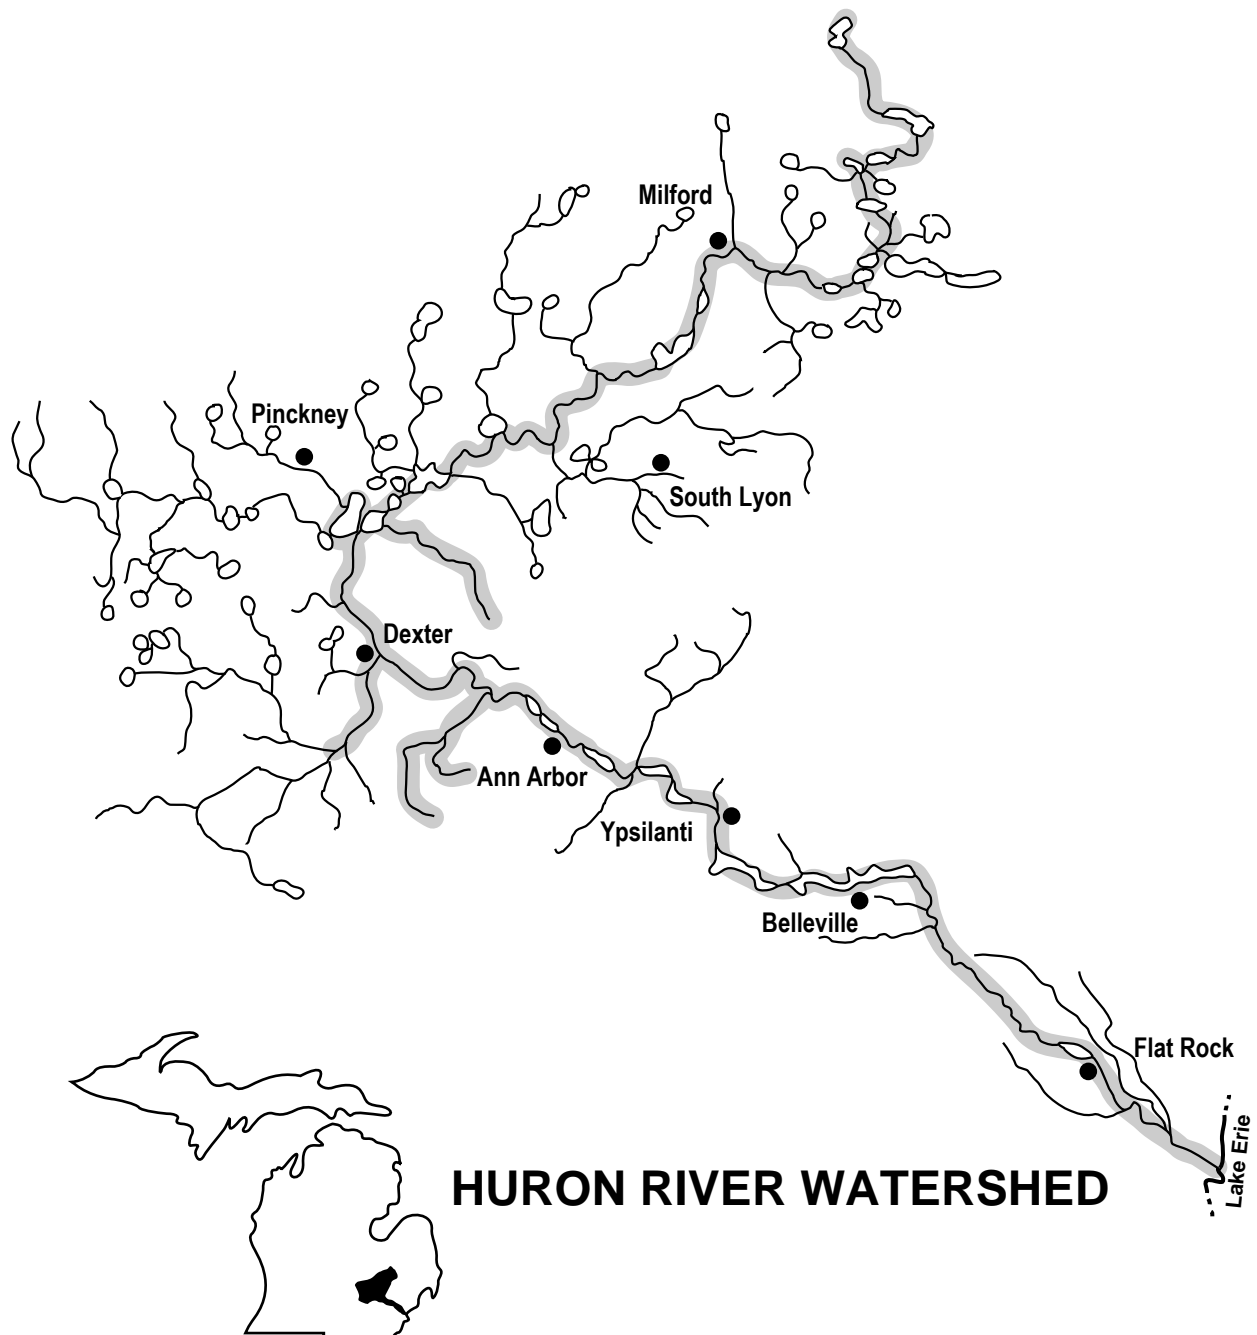 Milford
Pinckney
South Lyon
Dexter
Ann Arbor
Ypsilanti
Belleville
Flat Rock
Lake Erie
HURON RIVER WATERSHED